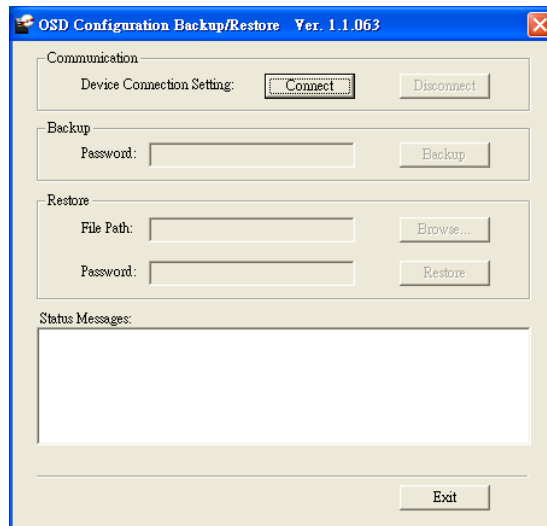 OSD Configuration Backup/Restore Ver. 1.1.063
Communication
Device Connection Setting: Connect Disconnect
Backup
Password: Backup
Restore
File Path: Browse...
Password: Restore
Status Messages:
Exit